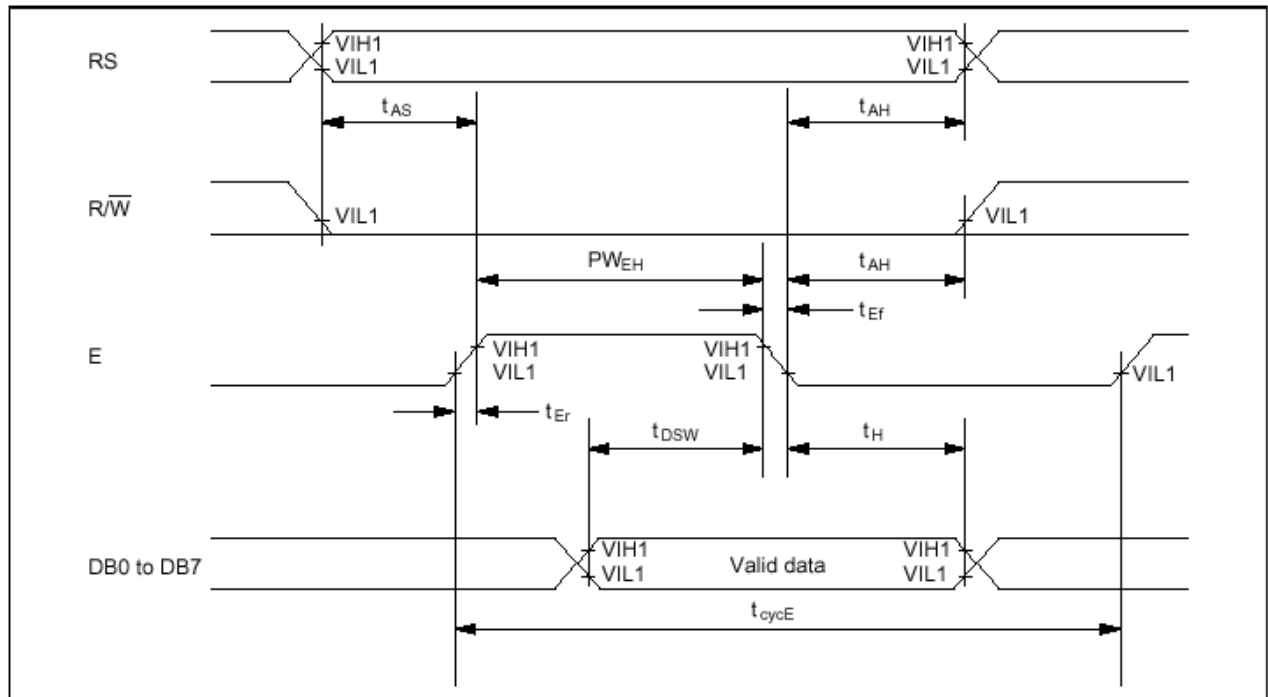 RS
VIH1
VIL1
VIH1
VIL1
tAS
tAH
R/W̅
VIL1
VIL1
PWEH
tAH
tEf
E
VIH1
VIL1
VIH1
VIL1
VIL1
tEr
tDSW
tH
DB0 to DB7
VIH1
VIL1
Valid data
VIH1
VIL1
tcycE